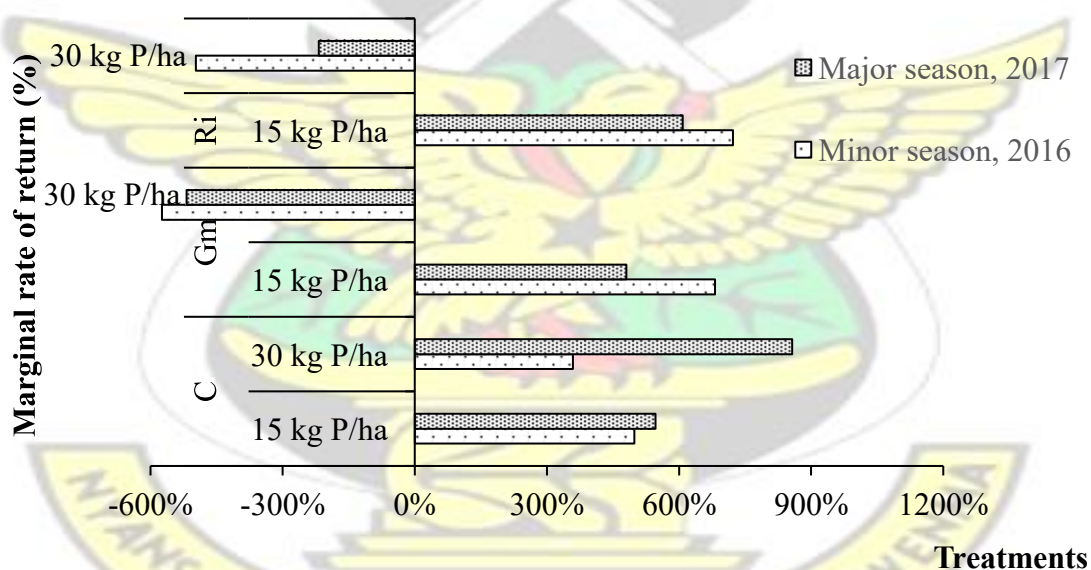 Marginal rate of return (%)
30 kg P/ha
Ri
15 kg P/ha
30 kg P/ha
Gm
15 kg P/ha
30 kg P/ha
C
15 kg P/ha
Major season, 2017
Minor season, 2016
-600% -300% 0% 300% 600% 900% 1200%
Treatments